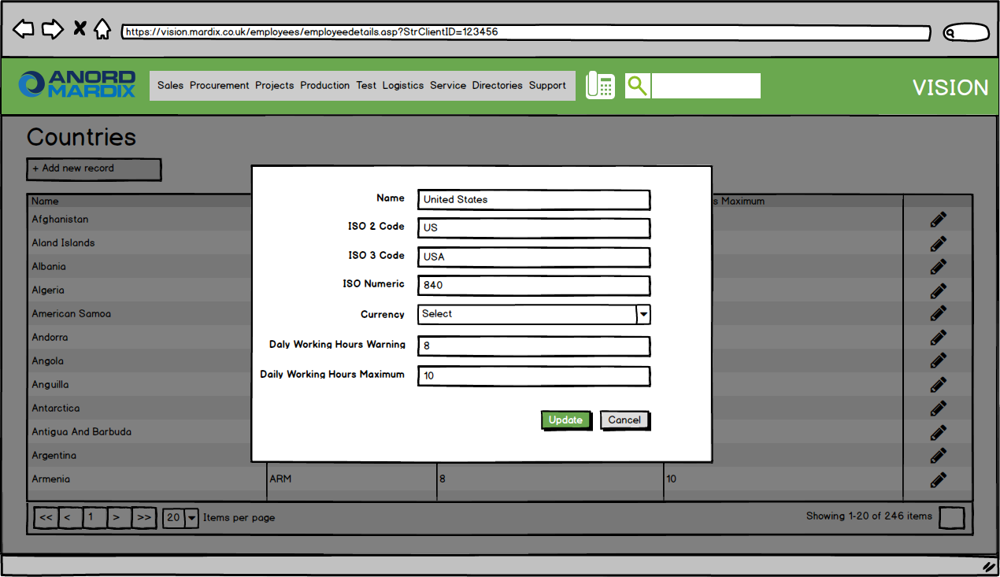 https://vision.mardix.co.uk/employees/employeedetails.asp?StrClientID=123456
ANORD
MARDIX
Sales Procurement Projects Production Test Logistics Service Directories Support
VISION
Countries
+ Add new record
Name
s Maximum
Afghanistan
Aland Islands
Albania
Algeria
American Samoa
Andorra
Angola
Anguilla
Antarctica
Antigua And Barbuda
Argentina
Armenia ARM 8 10
Name United States
ISO 2 Code US
ISO 3 Code USA
ISO Numeric 840
Currency Select
Daly Working Hours Warning 8
Daily Working Hours Maximum 10
Update Cancel
<< < 1 > >> 20 Items per page
Showing 1-20 of 246 items